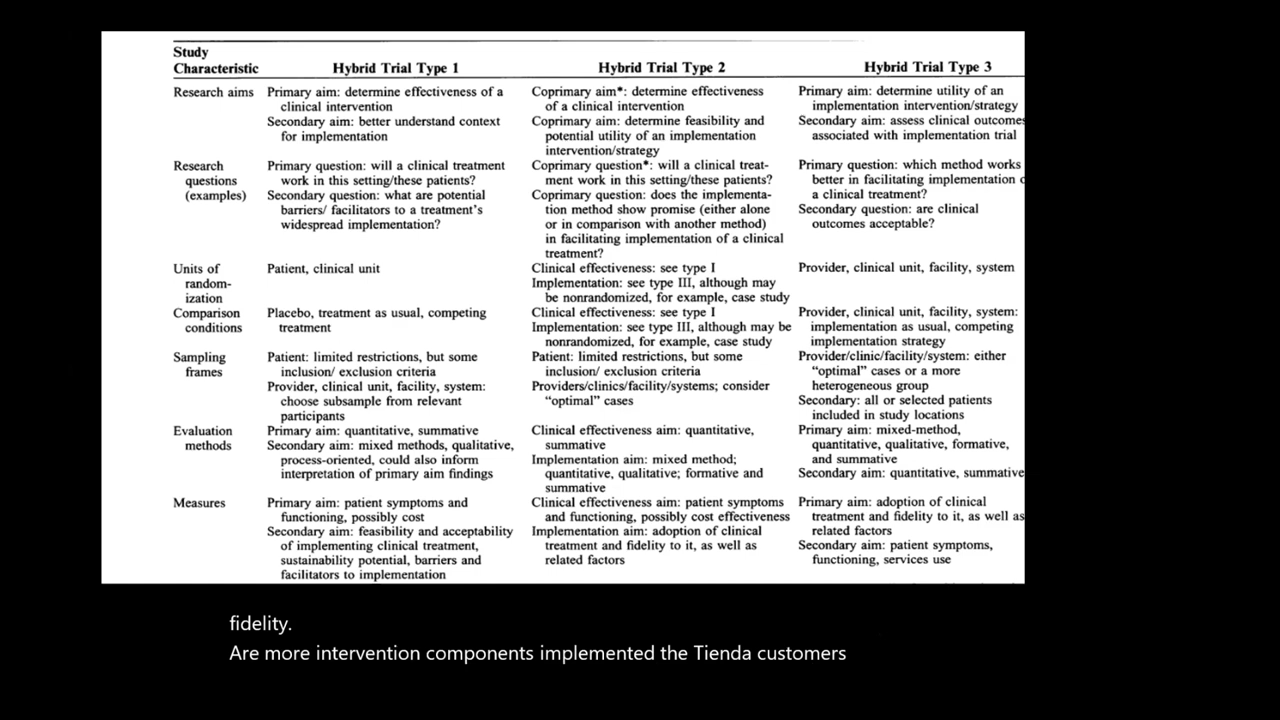 Study
Characteristic
Hybrid Trial Type 1
Hybrid Trial Type 2
Hybrid Trial Type 3
Research aims
Primary aim: determine effectiveness of a
clinical intervention
Secondary aim: better understand context
for implementation
Coprimary aim*: determine effectiveness
of a clinical intervention
Coprimary aim: determine feasibility and
potential utility of an implementation
intervention/strategy
Primary aim: determine utility of an
implementation intervention/strategy
Secondary aim: assess clinical outcomes
associated with implementation trial
Research
questions
(examples)
Primary question: will a clinical treatment
work in this setting/these patients?
Secondary question: what are potential
barriers/ facilitators to a treatment's
widespread implementation?
Coprimary question*: will a clinical treat-
ment work in this setting/these patients?
Coprimary question: does the implementa-
tion method show promise (either alone
or in comparison with another method)
in facilitating implementation of a clinical
treatment?
Primary question: which method works
better in facilitating implementation
a clinical treatment?
Secondary question: are clinical
outcomes acceptable?
Units of
random-
ization
Patient, clinical unit
Clinical effectiveness: see type I
Implementation: see type III, although may
be nonrandomized, for example, case study
Provider, clinical unit, facility, system
Comparison
conditions
Placebo, treatment as usual, competing
treatment
Clinical effectiveness: see type I
Implementation: see type III, although may be
nonrandomized, for example, case study
Provider, clinical unit, facility, system:
implementation as usual, competing
implementation strategy
Sampling
frames
Patient: limited restrictions, but some
inclusion/ exclusion criteria
Provider, clinical unit, facility, system:
choose subsample from relevant
participants
Patient: limited restrictions, but some
inclusion/ exclusion criteria
Providers/clinics/facility/systems; consider
“optimal” cases
Provider/clinic/facility/system: either
“optimal” cases or a more
heterogeneous group
Secondary: all or selected patients
included in study locations
Evaluation
methods
Primary aim: quantitative, summative
Secondary aim: mixed methods, qualitative,
process-oriented, could also inform
interpretation of primary aim findings
Clinical effectiveness aim: quantitative,
summative
Implementation aim: mixed method;
quantitative, qualitative; formative and
summative
Primary aim: mixed-method,
quantitative, qualitative, formative,
and summative
Secondary aim: quantitative, summative
Measures
Primary aim: patient symptoms and
functioning, possibly cost
Secondary aim: feasibility and acceptability
of implementing clinical treatment,
sustainability potential, barriers and
facilitators to implementation
Clinical effectiveness aim: patient symptoms
and functioning, possibly cost effectiveness
Implementation aim: adoption of clinical
treatment and fidelity to it, as well as
related factors
Primary aim: adoption of clinical
treatment and fidelity to it, as well as
related factors
Secondary aim: patient symptoms,
functioning, services use
fidelity.
Are more intervention components implemented the Tienda customers